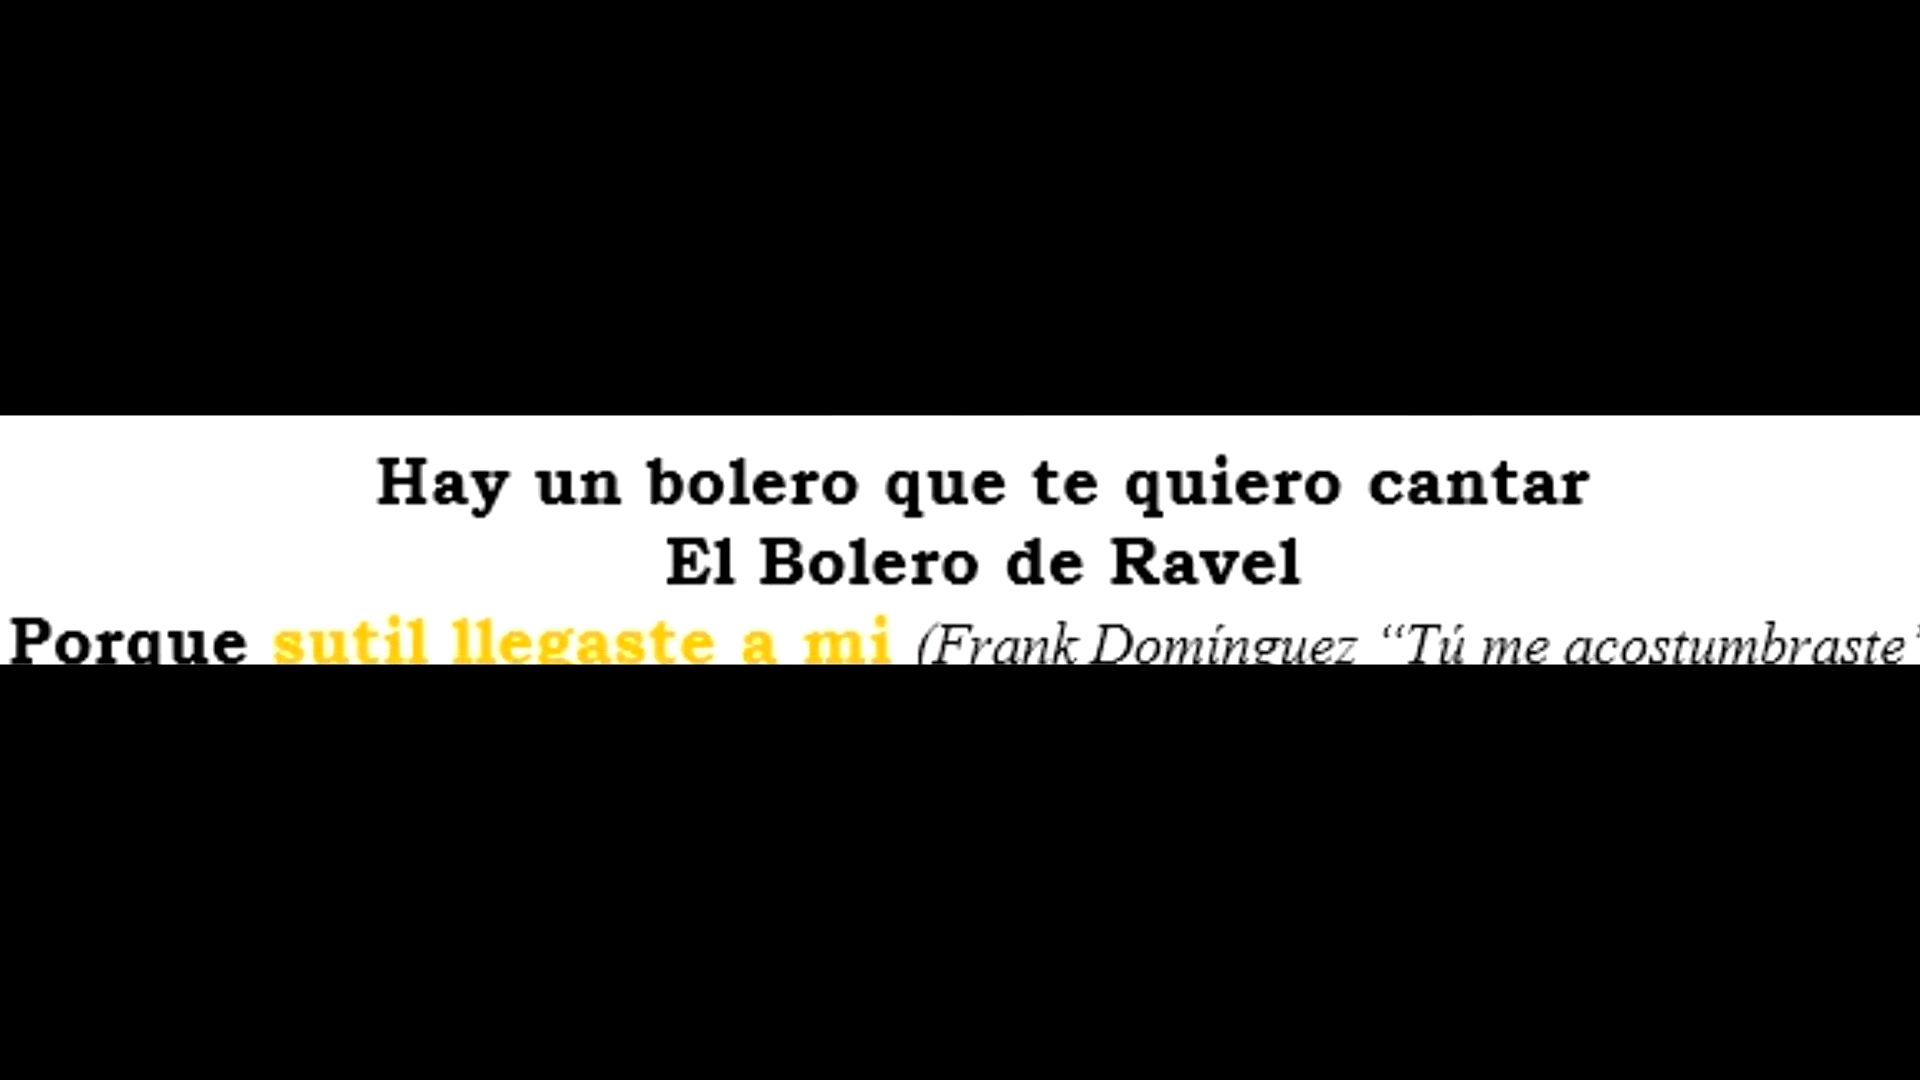 Hay un bolero que te quiero cantar
El Bolero de Ravel
Porque sutil llegaste a mi (Frank Domínguez “Tú me acostumbraste”